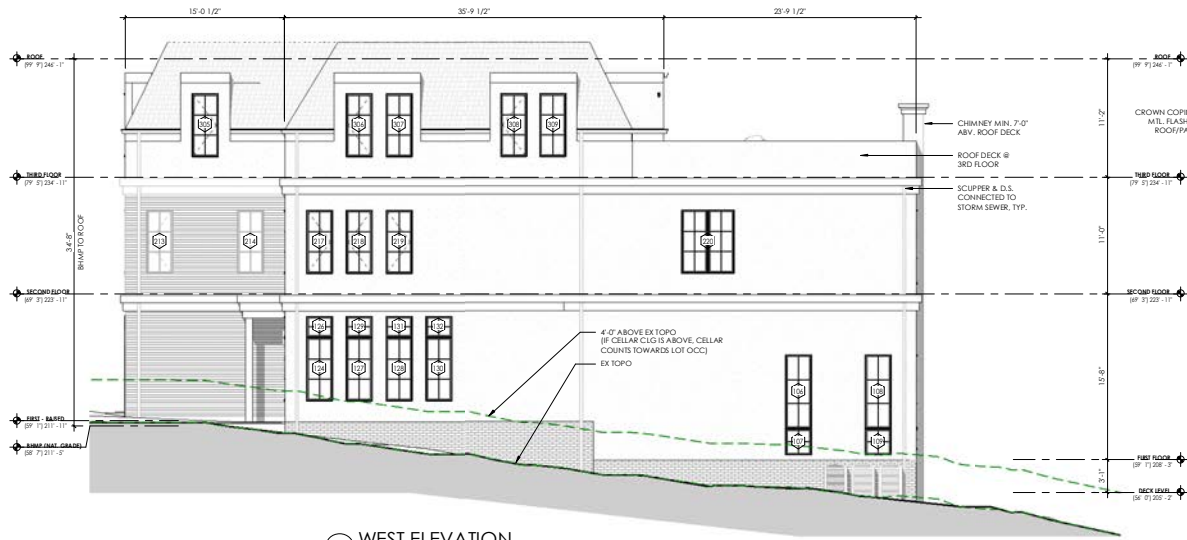 15'-0 1/2"
35'-9 1/2"
23'-9 1/2"
ROOF
(99' 9") 246' - 1"
ROOF
(99' 9") 246' - 1"
305
306
307
308
309
11'-2"
CHIMNEY MIN. 7'-0"
ABV. ROOF DECK
CROWN
MTL. FLASH
ROOF DECK @
3RD FLOOR
THIRD FLOOR
(79' 5") 234' - 11"
THIRD FLOOR
(79' 5") 234' - 11"
SCUPPER & D.S.
CONNECTED TO
STORM SEWER, TYP.
34'-8"
BHMP TO ROOF
213
214
217
218
219
220
11'-0"
SECOND FLOOR
(69' 3") 223' - 11"
SECOND FLOOR
(69' 3") 223' - 11"
126
129
131
132
124
127
128
130
4'-0" ABOVE EX TOPO
(IF CELLAR CLG IS ABOVE, CELLAR
COUNTS TOWARDS LOT OCC)
EX TOPO
106
108
107
109
15'-8"
FIRST - RAISED
(59' 1") 211' - 11"
BHMP (NAT. GRADE)
(58' 7") 211' - 5"
FIRST FLOOR
(59' 1") 208' - 3"
3'-1"
DECK LEVEL
(56' 0") 205' - 2"
WEST ELEVATION